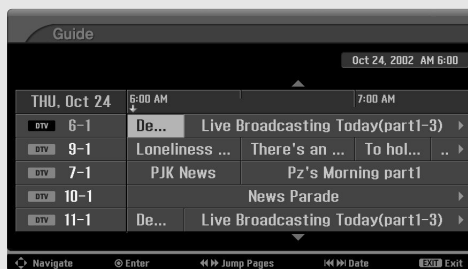 Guide
Oct 24, 2002 AM 6:00
THU, Oct 24 6:00 AM 7:00 AM
DTV 6-1 De... Live Broadcasting Today(part1-3)
DTV 9-1 Loneliness ... There's an ... To hol... ..
DTV 7-1 PJK News Pz's Morning part1
DTV 10-1 News Parade
DTV 11-1 De... Live Broadcasting Today(part1-3)
Navigate Enter Jump Pages Date EXIT Exit